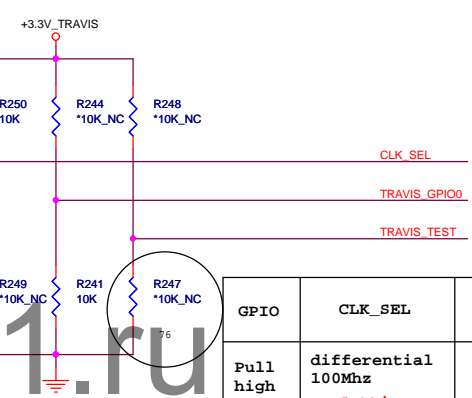 +3.3V_TRAVIS
R250
10K
R244
*10K_NC
R248
*10K_NC
CLK_SEL
TRAVIS_GPIO0
TRAVIS_TEST
R249
*10K_NC
R241
10K
R247
*10K_NC
76
GPIO CLK_SEL
Pull high
differential
100Mhz
1.ru